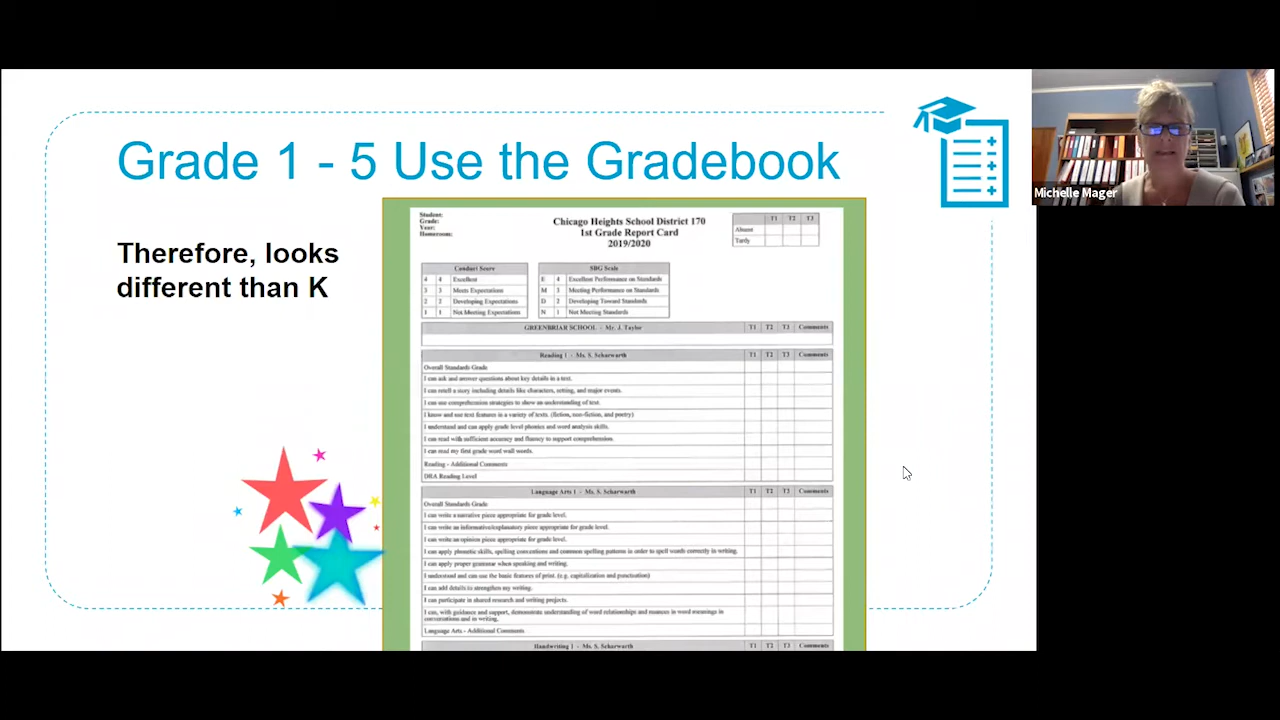 Grade 1 - 5 Use the Gradebook
Therefore, looks
different than K
Michelle Mager
Student:
Grade:
Year:
Homeroom:
Chicago Heights School District 170
1st Grade Report Card
2019/2020
T1 T2 T3
Absent
Tardy
Conduct Score
4 4 Excellent
3 3 Meets Expectations
2 2 Developing Expectations
1 1 Not Meeting Expectations
SBG Scale
E 4 Excellent Performance on Standards
M 3 Meeting Performance on Standards
D 2 Developing Toward Standards
N 1 Not Meeting Standards
GREENBRIAR SCHOOL - Mr. J. Taylor T1 T2 T3 Comments
Reading 1 - Ms. S. Scharwarth T1 T2 T3 Comments
Overall Standards Grade
I can ask and answer questions about key details in a text.
I can retell a story including details like characters, setting, and major events.
I can use comprehension strategies to show an understanding of text.
I know and use text features in a variety of texts. (fiction, non-fiction, and poetry)
I understand and can apply grade level phonics and word analysis skills.
I can read with sufficient accuracy and fluency to support comprehension.
I can read my first grade word wall words.
Reading - Additional Comments
DRA Reading Level
Language Arts 1 - Ms. S. Scharwarth T1 T2 T3 Comments
Overall Standards Grade
I can write a narrative piece appropriate for grade level.
I can write an informative/explanatory piece appropriate for grade level.
I can write an opinion piece appropriate for grade level.
I can apply phonetic skills, spelling conventions and common spelling patterns in order to spell words correctly in writing.
I can apply proper grammar when speaking and writing.
I understand and can use the basic features of print. (e.g. capitalization and punctuation)
I can add details to strengthen my writing.
I can participate in shared research and writing projects.
I can, with guidance and support, demonstrate understanding of word relationships and nuances in word meanings in
conversations and in writing.
Language Arts - Additional Comments
Handwriting 1 - Ms. S. Scharwarth T1 T2 T3 Comments